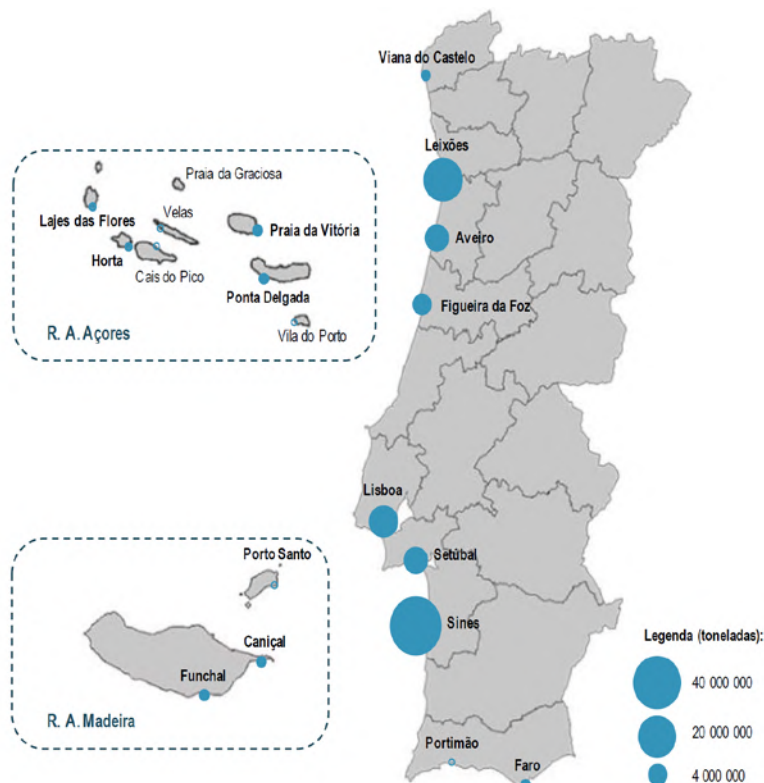 Viana do Castelo
Leixões
Aveiro
Figueira da Foz
Lisboa
Setúbal
Sines
Portimão
Faro
Praia da Graciosa
Lajes das Flores
Velas
Praia da Vitória
Horta
Cais do Pico
Ponta Delgada
Vila do Porto
R. A. Açores
Porto Santo
Caniçal
Funchal
R. A. Madeira
Legenda (toneladas):
40 000 000
20 000 000
4 000 000